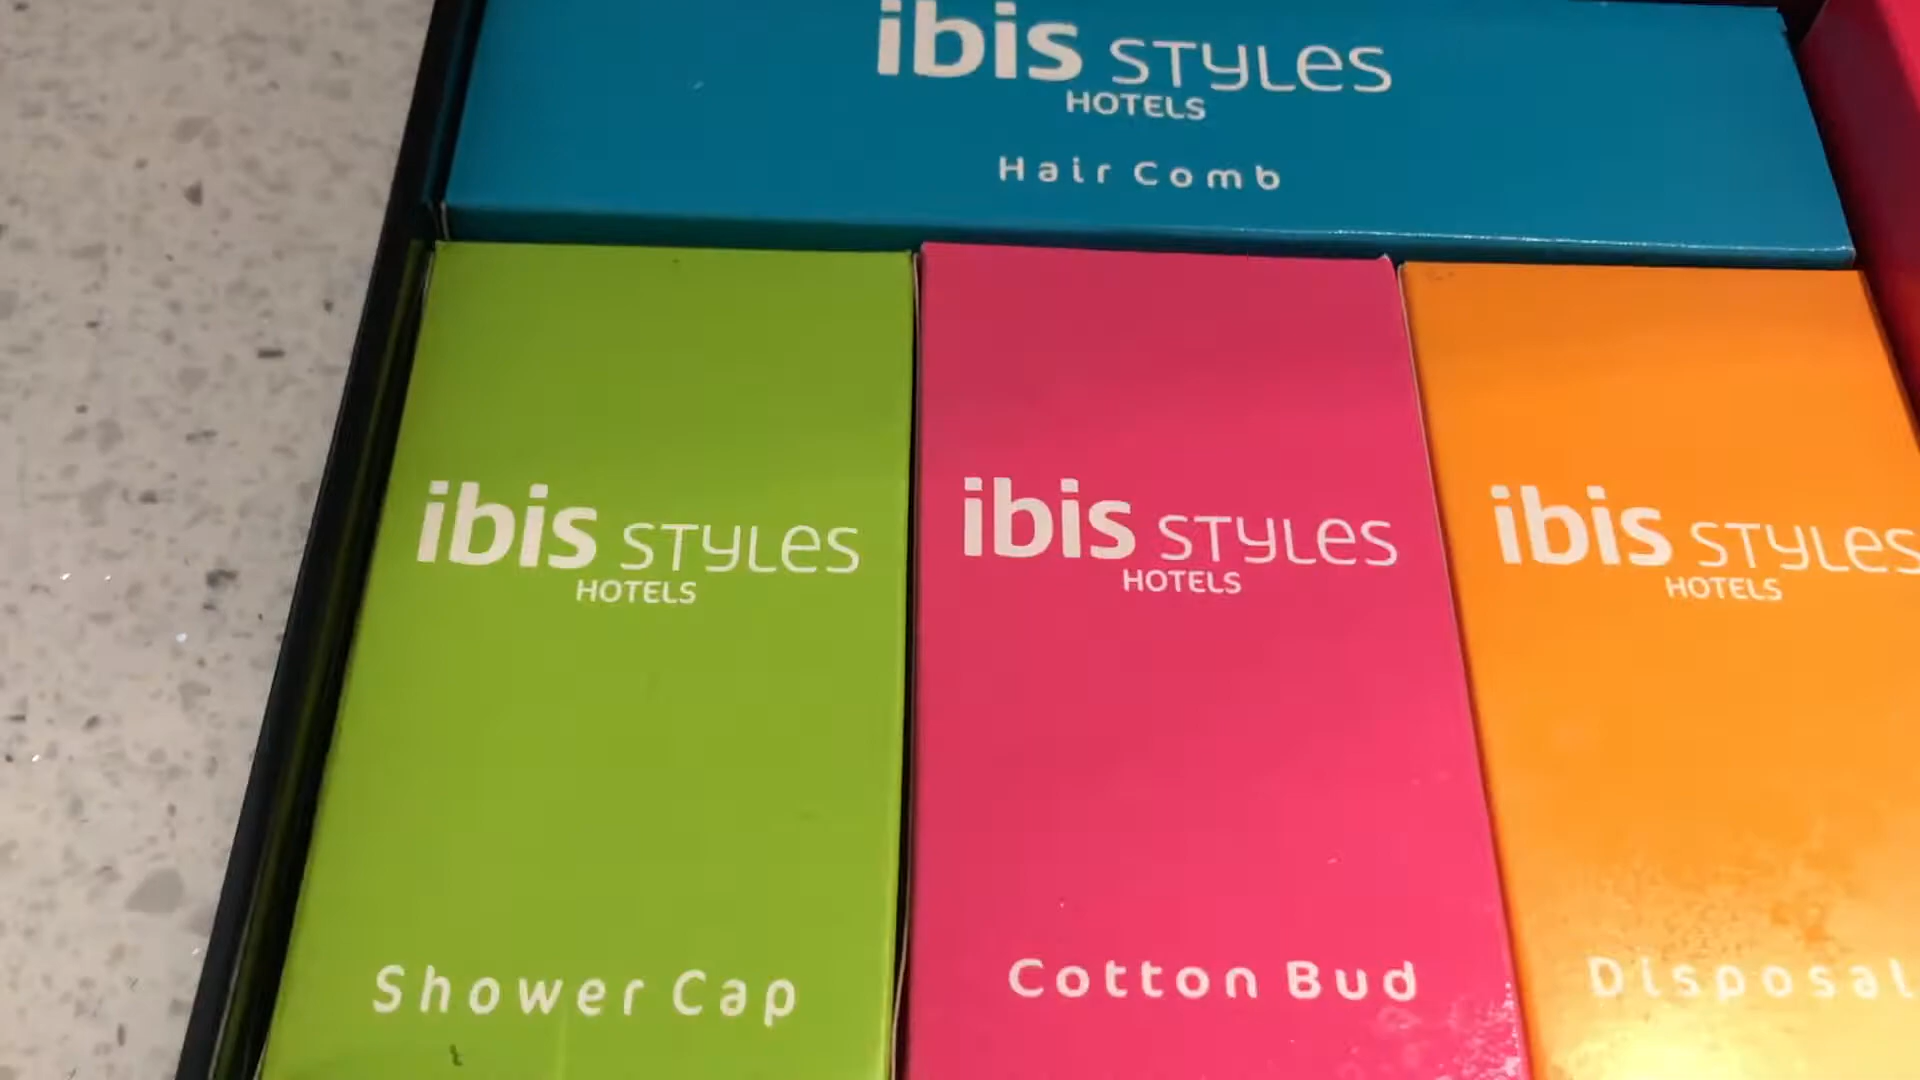 ibis STYLES
HOTELS
Hair Comb
ibis STYLES
HOTELS
Shower Cap
ibis STYLES
HOTELS
Cotton Bud
ibis STYLES
HOTELS
Disposal